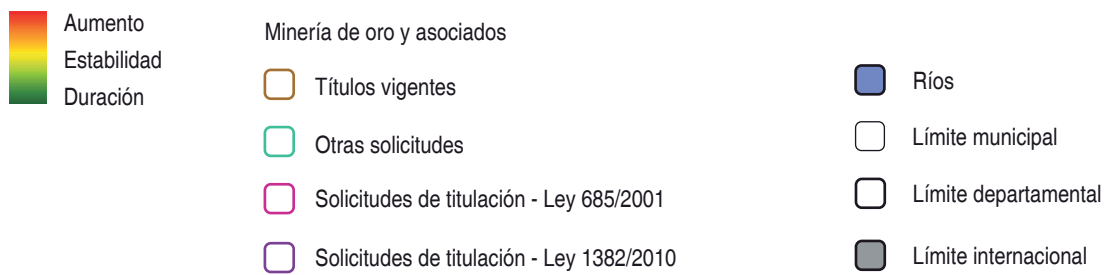 Aumento
Estabilidad
Duración
Minería de oro y asociados
Títulos vigentes
Otras solicitudes
Solicitudes de titulación - Ley 685/2001
Solicitudes de titulación - Ley 1382/2010
Ríos
Límite municipal
Límite departamental
Límite internacional